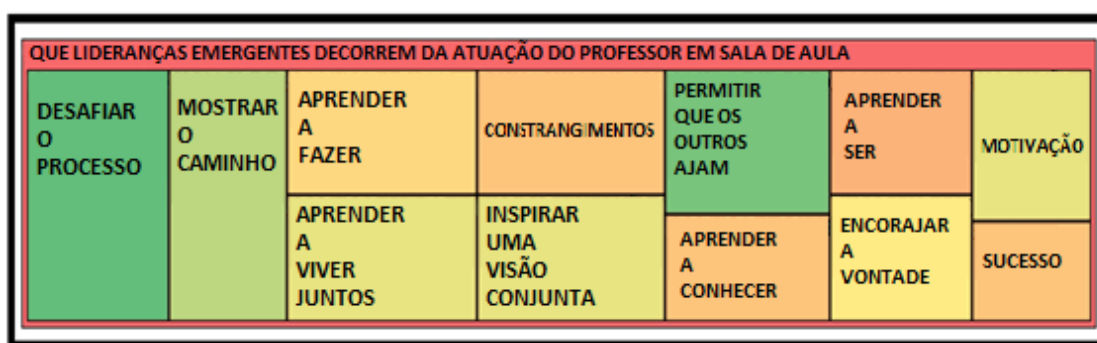 QUE LIDERANÇAS EMERGENTES DECORREM DA ATUAÇÃO DO PROFESSOR EM SALA DE AULA
DESAFIAR
O
PROCESSO
MOSTRAR
O
CAMINHO
APRENDER
A
FAZER
APRENDER
A
VIVER
JUNTOS
CONSTRANGIMENTOS
INSPIRAR
UMA
VISÃO
CONJUNTA
PERMITIR
QUE OS
OUTROS
AJAM
APRENDER
A
CONHECER
APRENDER
A
SER
ENCORAJAR
A
VONTADE
MOTIVAÇÃO
SUCESSO